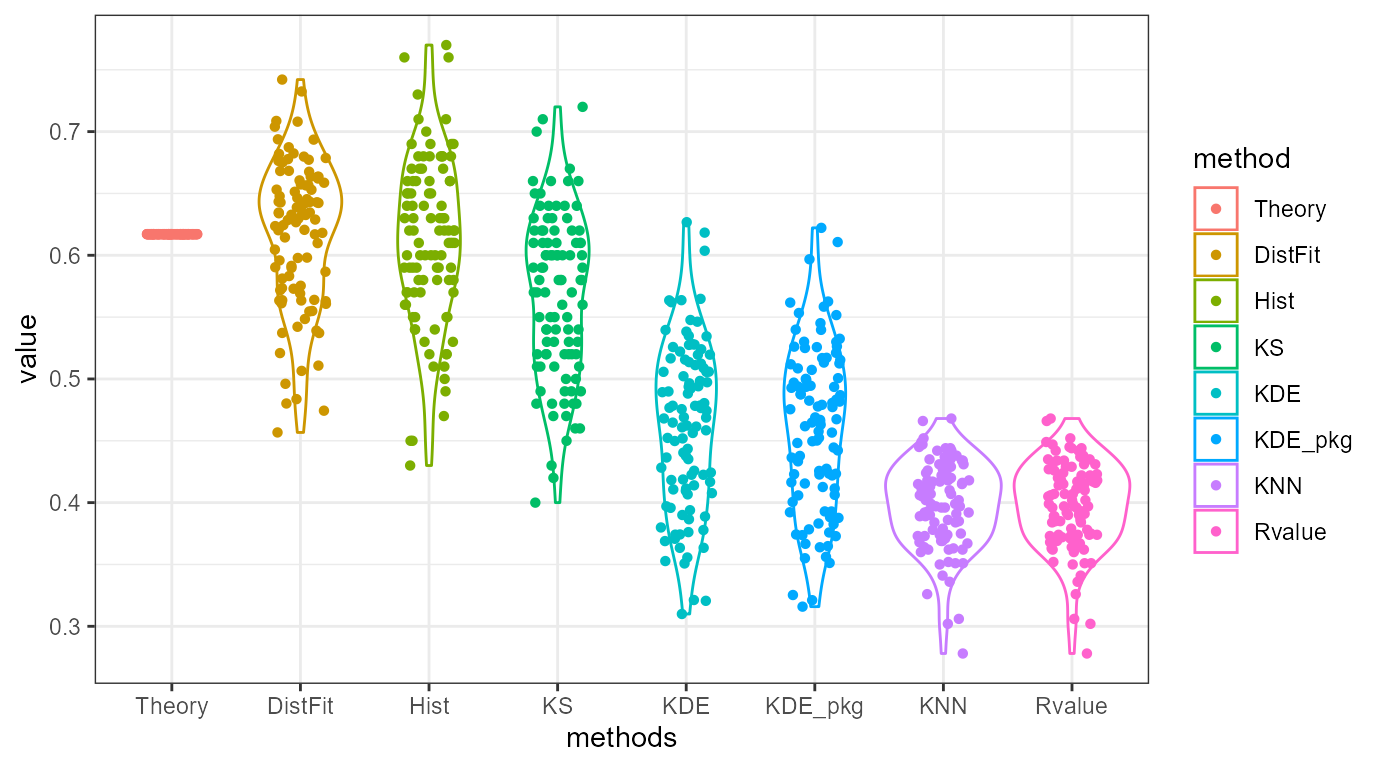 value
0.7
0.6
0.5
0.4
0.3
Theory DistFit Hist KS KDE KDE_pkg KNN Rvalue
methods
method
Theory
DistFit
Hist
KS
KDE
KDE_pkg
KNN
Rvalue